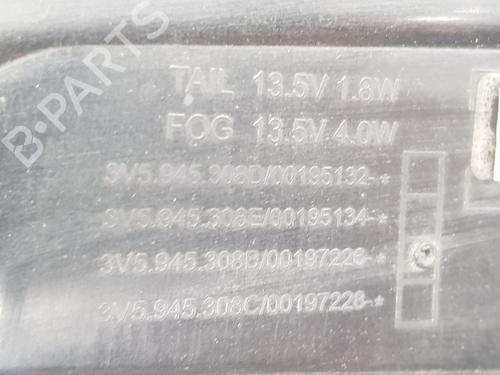 TAIL 13.5V 1.8W
FOG 13.5V 4.0W
3V5.945.308D/00195132-*
3V5.945.308E/00195134-*
3V5.945.308B/00197226-*
3V5.945.308C/00197228-*
B-PARTS